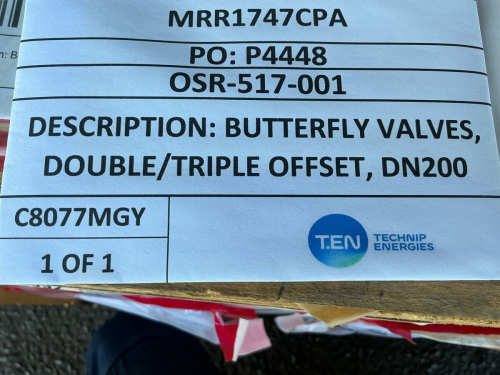 MRR1747CPA
PO: P4448
OSR-517-001
DESCRIPTION: BUTTERFLY VALVES,
DOUBLE/TRIPLE OFFSET, DN200
C8077MGY
1 OF 1
T.EN TECHNIP
ENERGIES